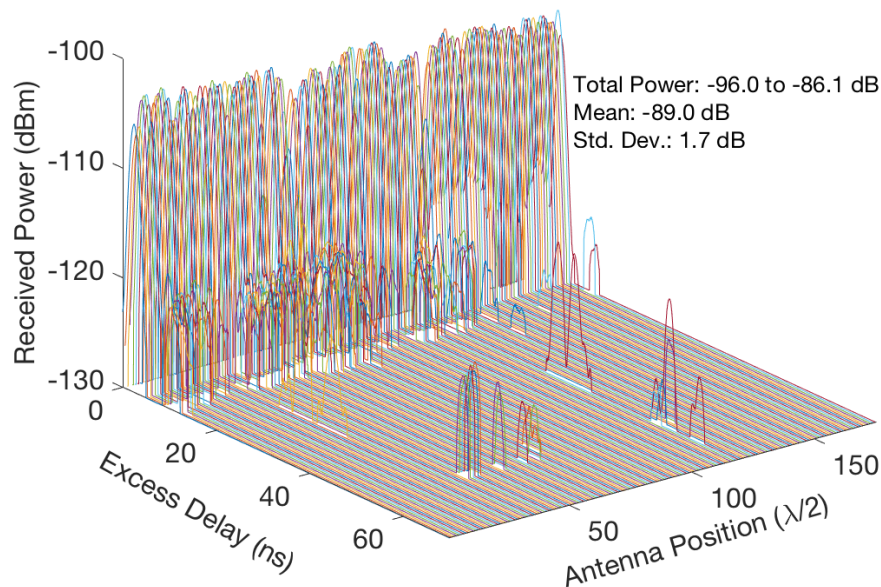 -100
-110
-120
-130
Received Power (dBm)
Total Power: -96.0 to -86.1 dB
Mean: -89.0 dB
Std. Dev.: 1.7 dB
0
20
40
60
Excess Delay (ns)
50
100
150
Antenna Position (λ/2)